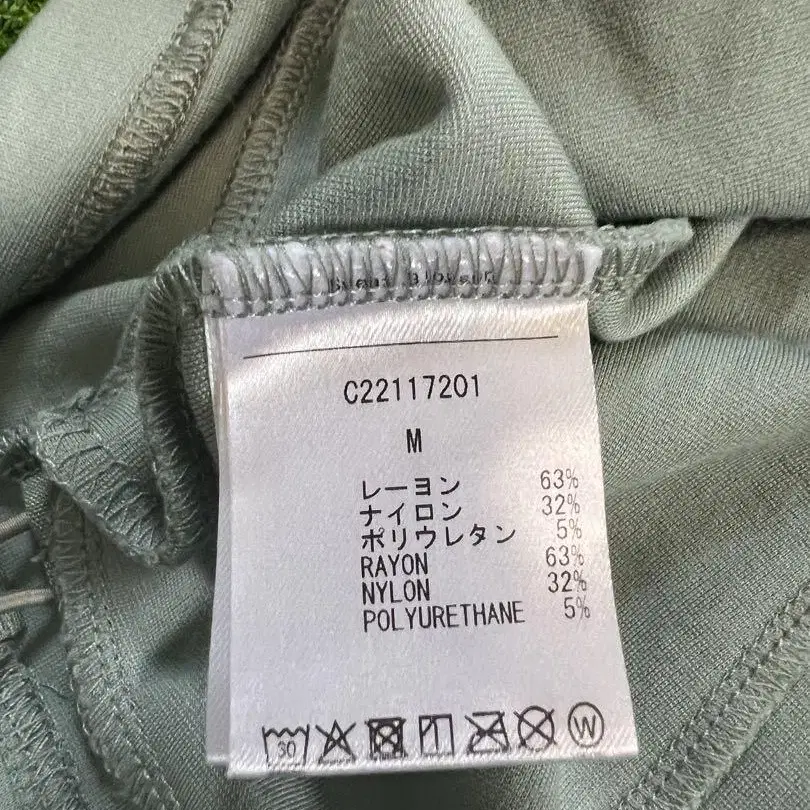 C22117201
M
レーヨン 63%
ナイロン 32%
ポリウレタン 5%
RAYON 63%
NYLON 32%
POLYURETHANE 5%
30 W